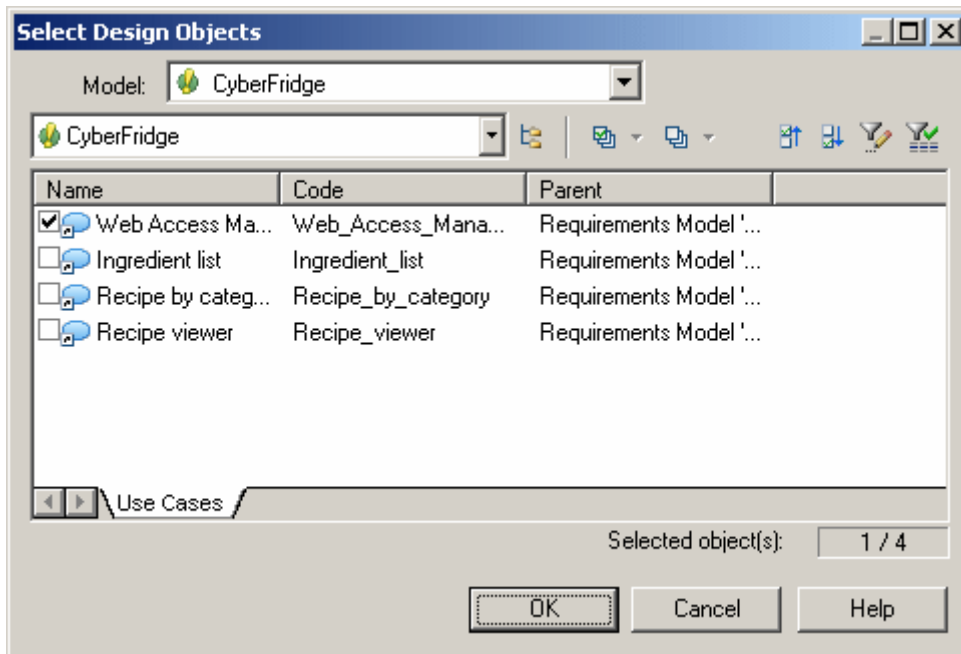 Select Design Objects
Model: CyberFridge
CyberFridge
Name Code Parent
Web Access Ma... Web_Access_Mana... Requirements Model '...
Ingredient list Ingredient_list Requirements Model '...
Recipe by categ... Recipe_by_category Requirements Model '...
Recipe viewer Recipe_viewer Requirements Model '...
Use Cases
Selected object(s): 1 / 4
OK Cancel Help